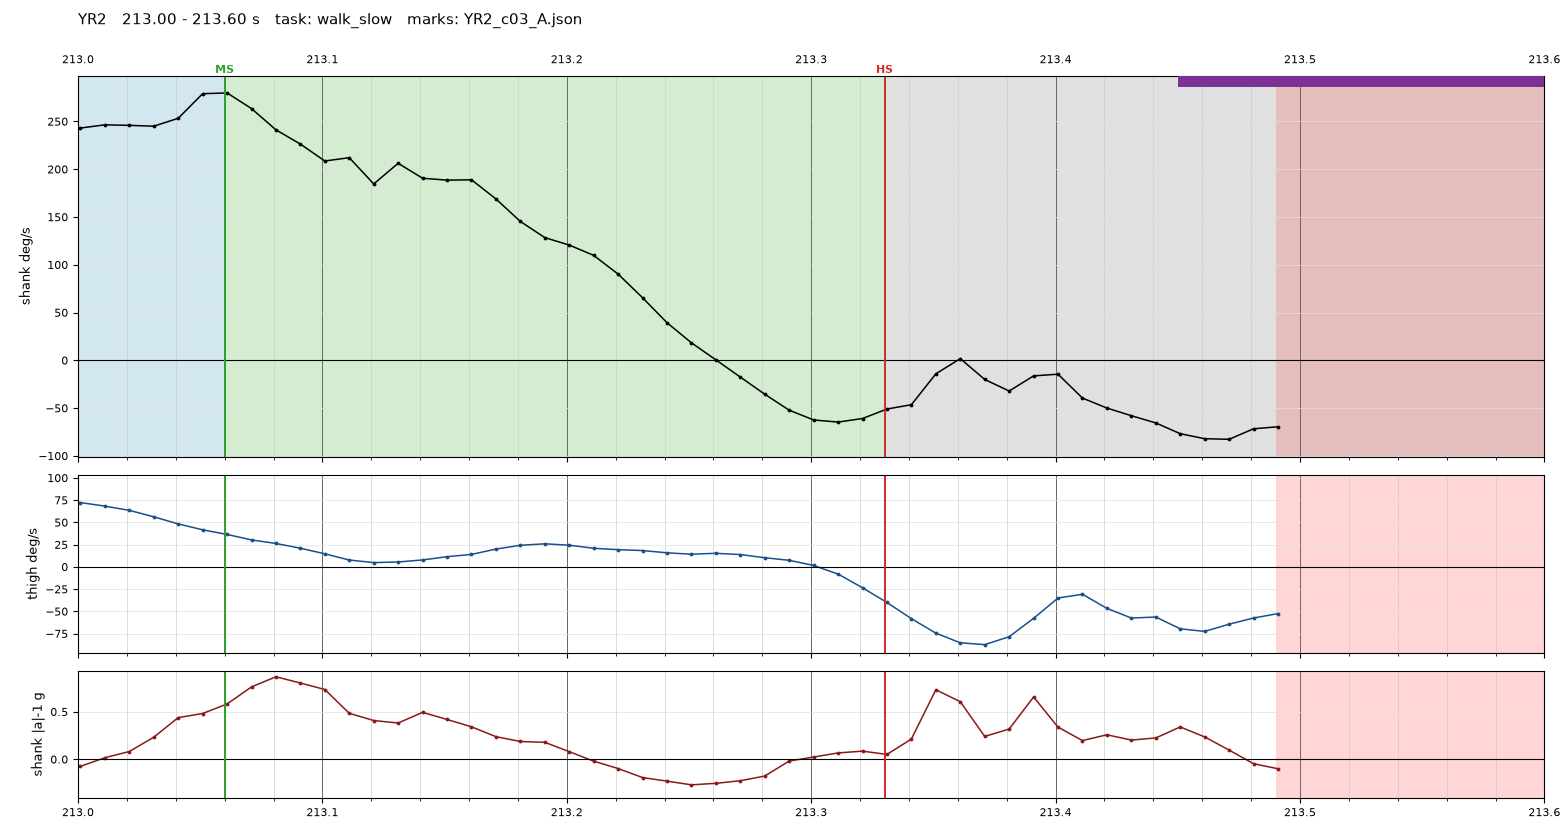 YR2   213.00 - 213.60 s   task: walk_slow   marks: YR2_c03_A.json
213.0 213.1 213.2 213.3 213.4 213.5 213.6
MS HS
250
200
150
100
50
0
−50
−100
shank deg/s
100
75
50
25
0
−25
−50
−75
thigh deg/s
0.5
0.0
shank |a|-1 g
213.0 213.1 213.2 213.3 213.4 213.5 213.6